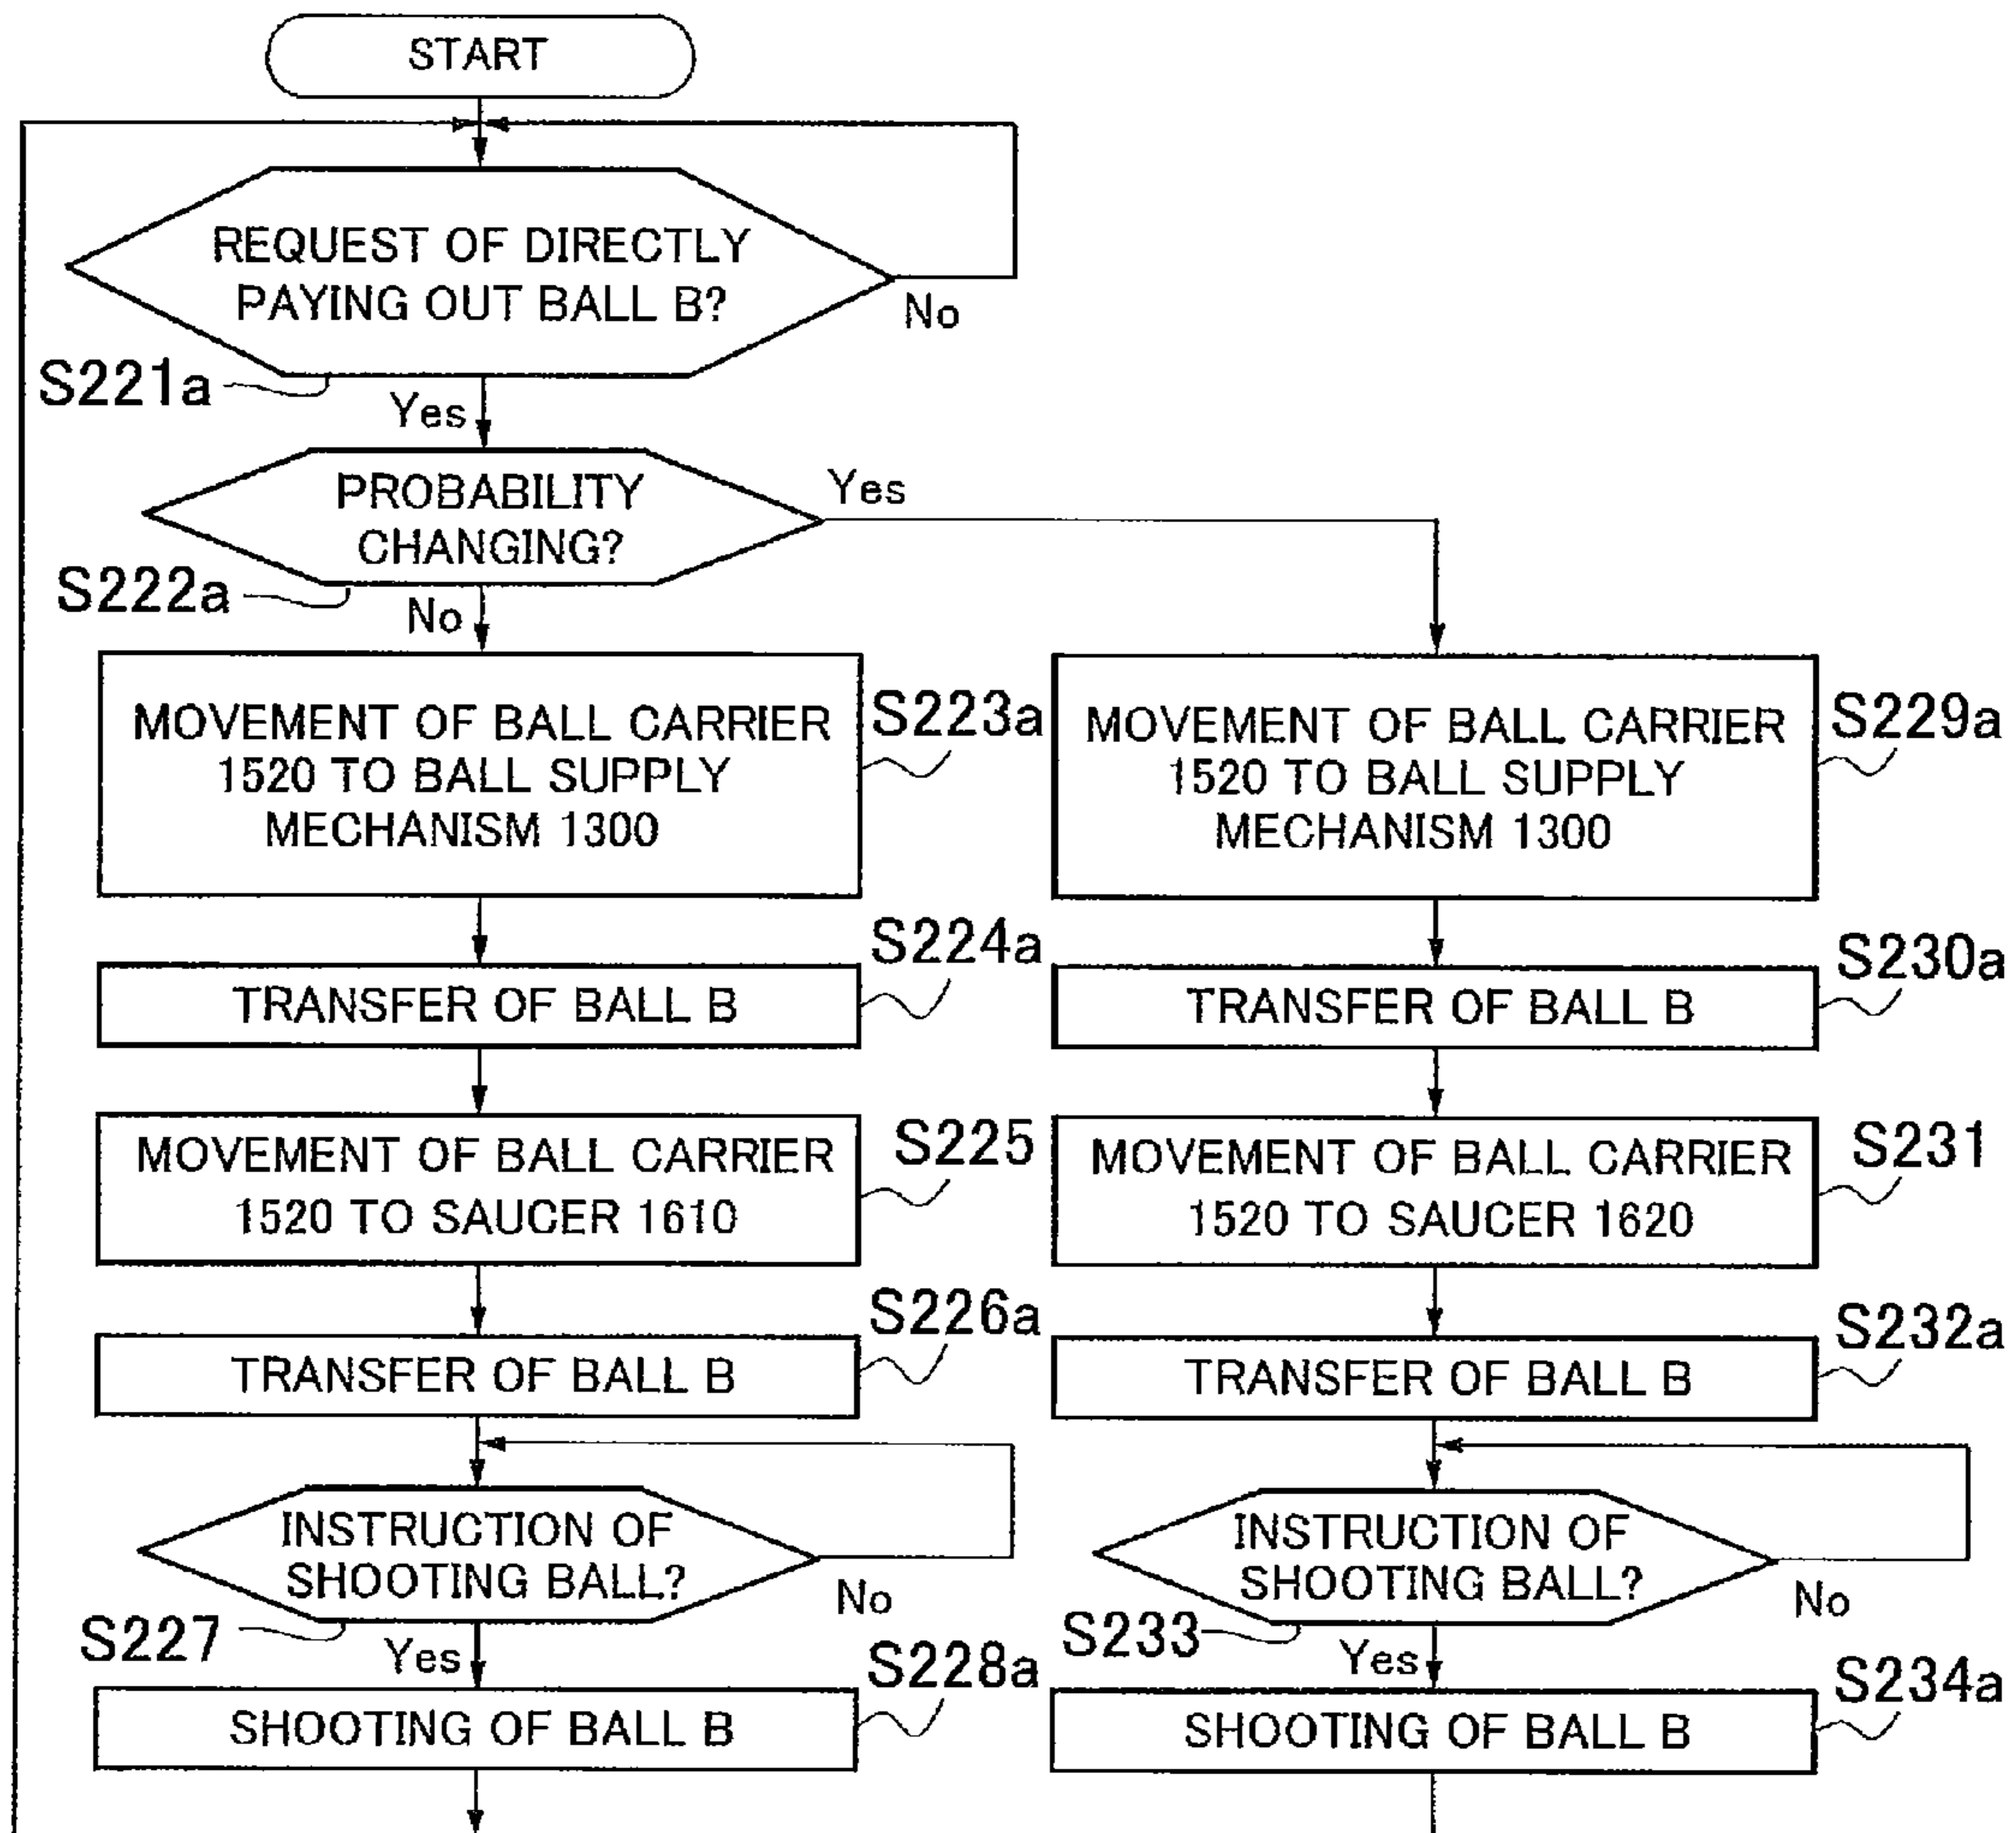 START
REQUEST OF DIRECTLY
PAYING OUT BALL B?
No
S221a
Yes
PROBABILITY
CHANGING?
Yes
S222a
No
MOVEMENT OF BALL CARRIER
1520 TO BALL SUPPLY
MECHANISM 1300
S223a
TRANSFER OF BALL B
S224a
MOVEMENT OF BALL CARRIER
1520 TO SAUCER 1610
S225
TRANSFER OF BALL B
S226a
INSTRUCTION OF
SHOOTING BALL?
No
S227
Yes
SHOOTING OF BALL B
S228a
MOVEMENT OF BALL CARRIER
1520 TO BALL SUPPLY
MECHANISM 1300
S229a
TRANSFER OF BALL B
S230a
MOVEMENT OF BALL CARRIER
1520 TO SAUCER 1620
S231
TRANSFER OF BALL B
S232a
INSTRUCTION OF
SHOOTING BALL?
No
S233
Yes
SHOOTING OF BALL B
S234a